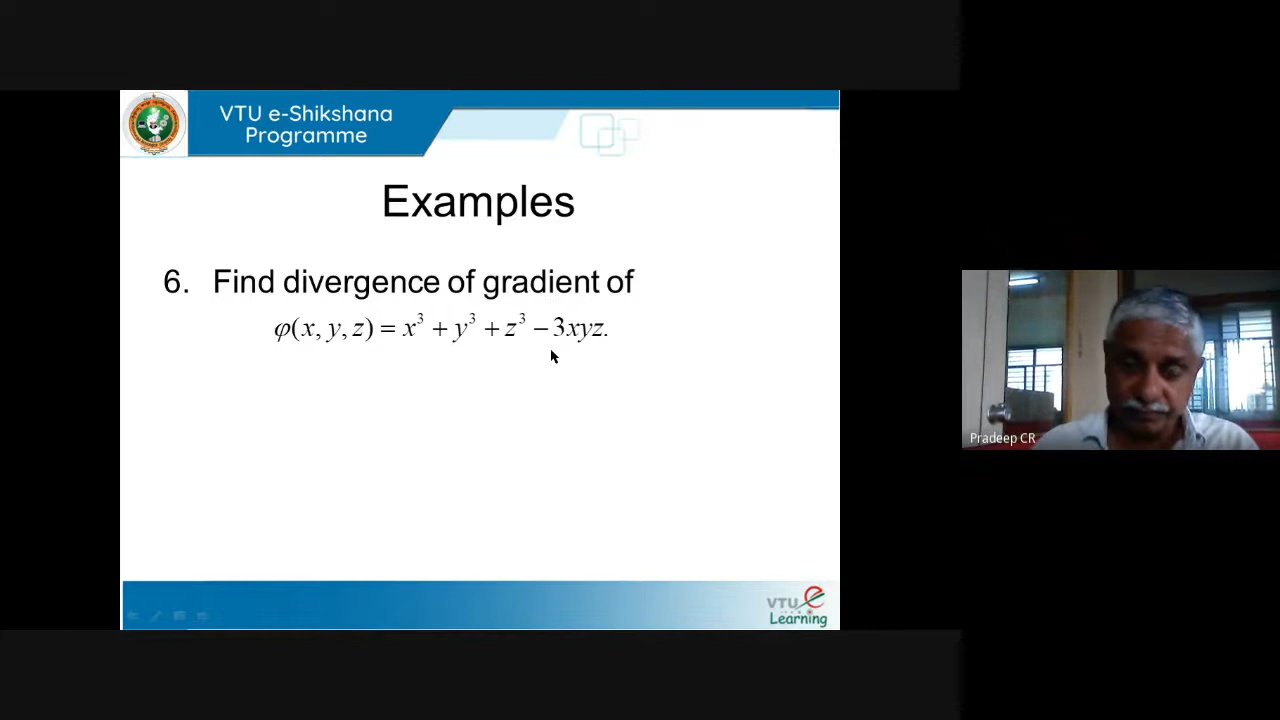 VTU e-Shikshana
Programme
Examples
6. Find divergence of gradient of
φ(x, y, z) = x³ + y³ + z³ − 3xyz.
Pradeep CR
VTU e
Learning